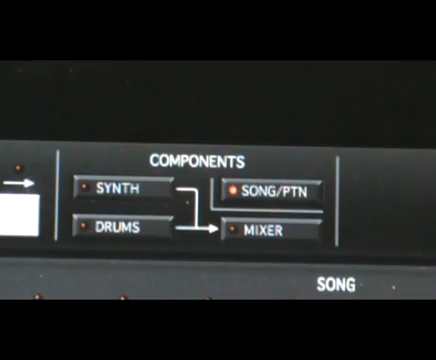 COMPONENTS
SYNTH
SONG/PTN
DRUMS
MIXER
SONG